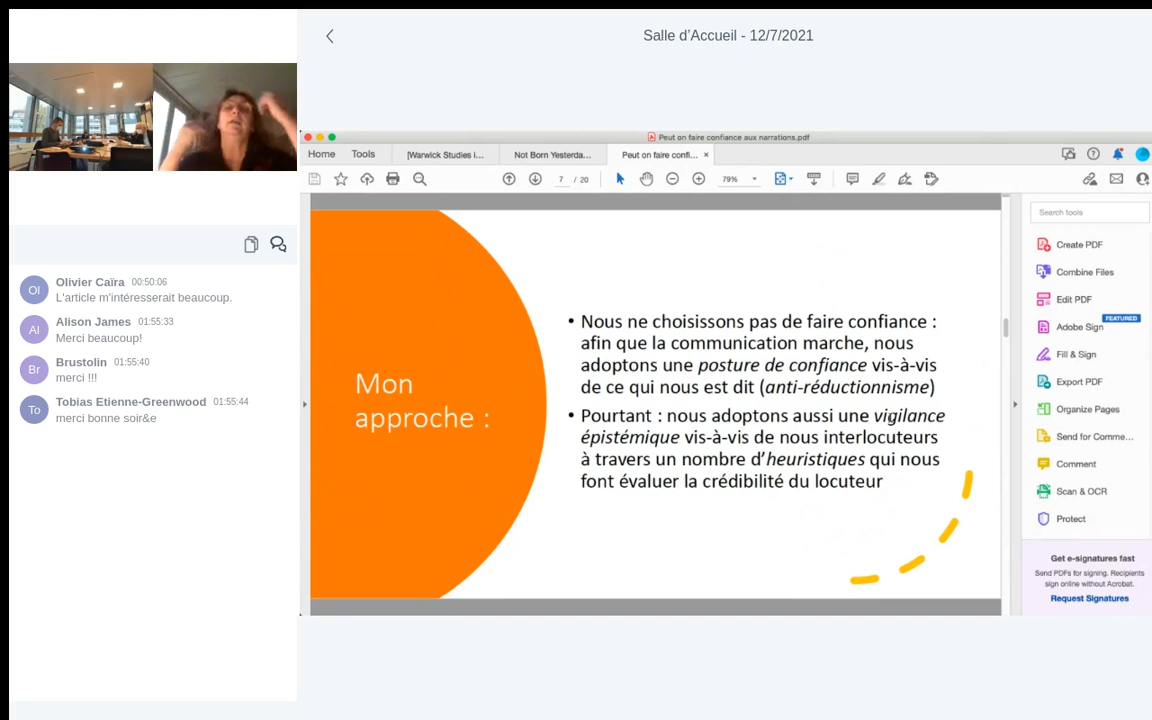 Salle d'Accueil - 12/7/2021
Peut on faire confiance aux narrations.pdf
Home Tools [Warwick Studies i... Not Born Yesterda... Peut on faire confi... ×
7 / 20 79%
Search tools
Create PDF
Combine Files
Edit PDF
FEATURED
Adobe Sign
Fill & Sign
Export PDF
Organize Pages
Send for Comme...
Comment
Scan & OCR
Protect
Get e-signatures fast
Send PDFs for signing. Recipients
sign online without Acrobat.
Request Signatures
Mon
approche :
• Nous ne choisissons pas de faire confiance :
afin que la communication marche, nous
adoptons une posture de confiance vis-à-vis
de ce qui nous est dit (anti-réductionnisme)
• Pourtant : nous adoptons aussi une vigilance
épistémique vis-à-vis de nous interlocuteurs
à travers un nombre d'heuristiques qui nous
font évaluer la crédibilité du locuteur
Ol Olivier Caïra 00:50:06
L'article m'intéresserait beaucoup.
Al Alison James 01:55:33
Merci beaucoup!
Br Brustolin 01:55:40
merci !!!
To Tobias Etienne-Greenwood 01:55:44
merci bonne soir&e